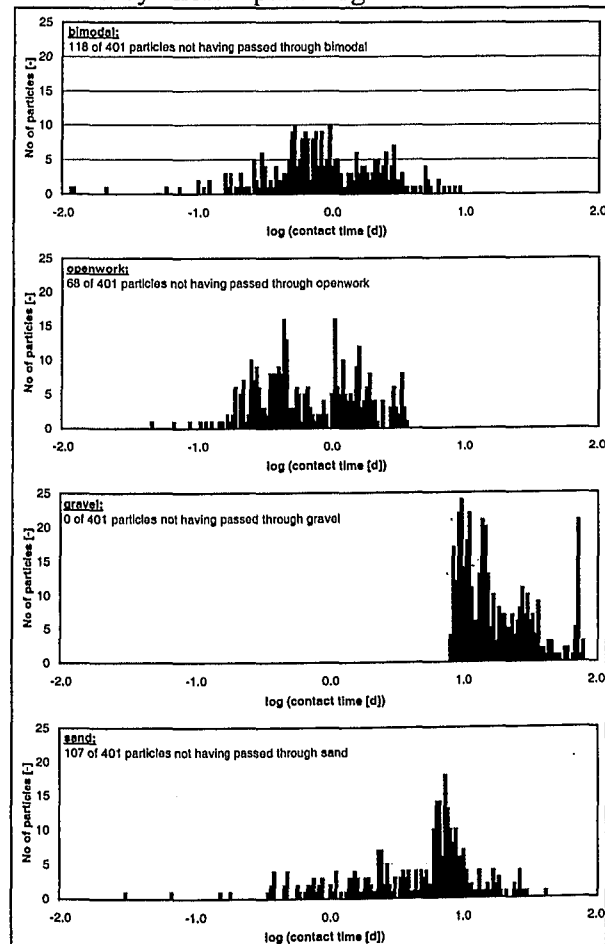 bimodal:
118 of 401 particles not having passed through bimodal
No of particles [-]
25
20
15
10
5
0
-2.0 -1.0 0.0 1.0 2.0
log (contact time [d])
openwork:
68 of 401 particles not having passed through openwork
No of particles [-]
25
20
15
10
5
0
-2.0 -1.0 0.0 1.0 2.0
log (contact time [d])
gravel:
0 of 401 particles not having passed through gravel
No of particles [-]
25
20
15
10
5
0
-2.0 -1.0 0.0 1.0 2.0
log (contact time [d])
sand:
107 of 401 particles not having passed through sand
No of particles [-]
25
20
15
10
5
0
-2.0 -1.0 0.0 1.0 2.0
log (contact time [d])